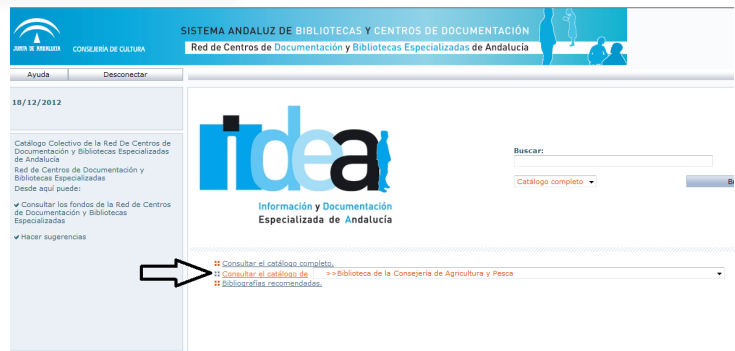 SISTEMA ANDALUZ DE BIBLIOTECAS Y CENTROS DE DOCUMENTACIÓN
JUNTA DE ANDALUCIA
CONSEJERÍA DE CULTURA
Red de Centros de Documentación y Bibliotecas Especializadas de Andalucía
Ayuda
Desconectar
18/12/2012
Catálogo Colectivo de la Red De Centros de
Documentación y Bibliotecas Especializadas
de Andalucía
Red de Centros de Documentación y
Bibliotecas Especializadas
Desde aquí puede:
Consultar los fondos de la Red de Centros
de Documentación y Bibliotecas
Especializadas
Hacer sugerencias
idea
Información y Documentación
Especializada de Andalucía
Buscar:
Catálogo completo
Consultar el catálogo completo.
Consultar el catálogo de >>Biblioteca de la Consejería de Agricultura y Pesca
Bibliografías recomendadas.